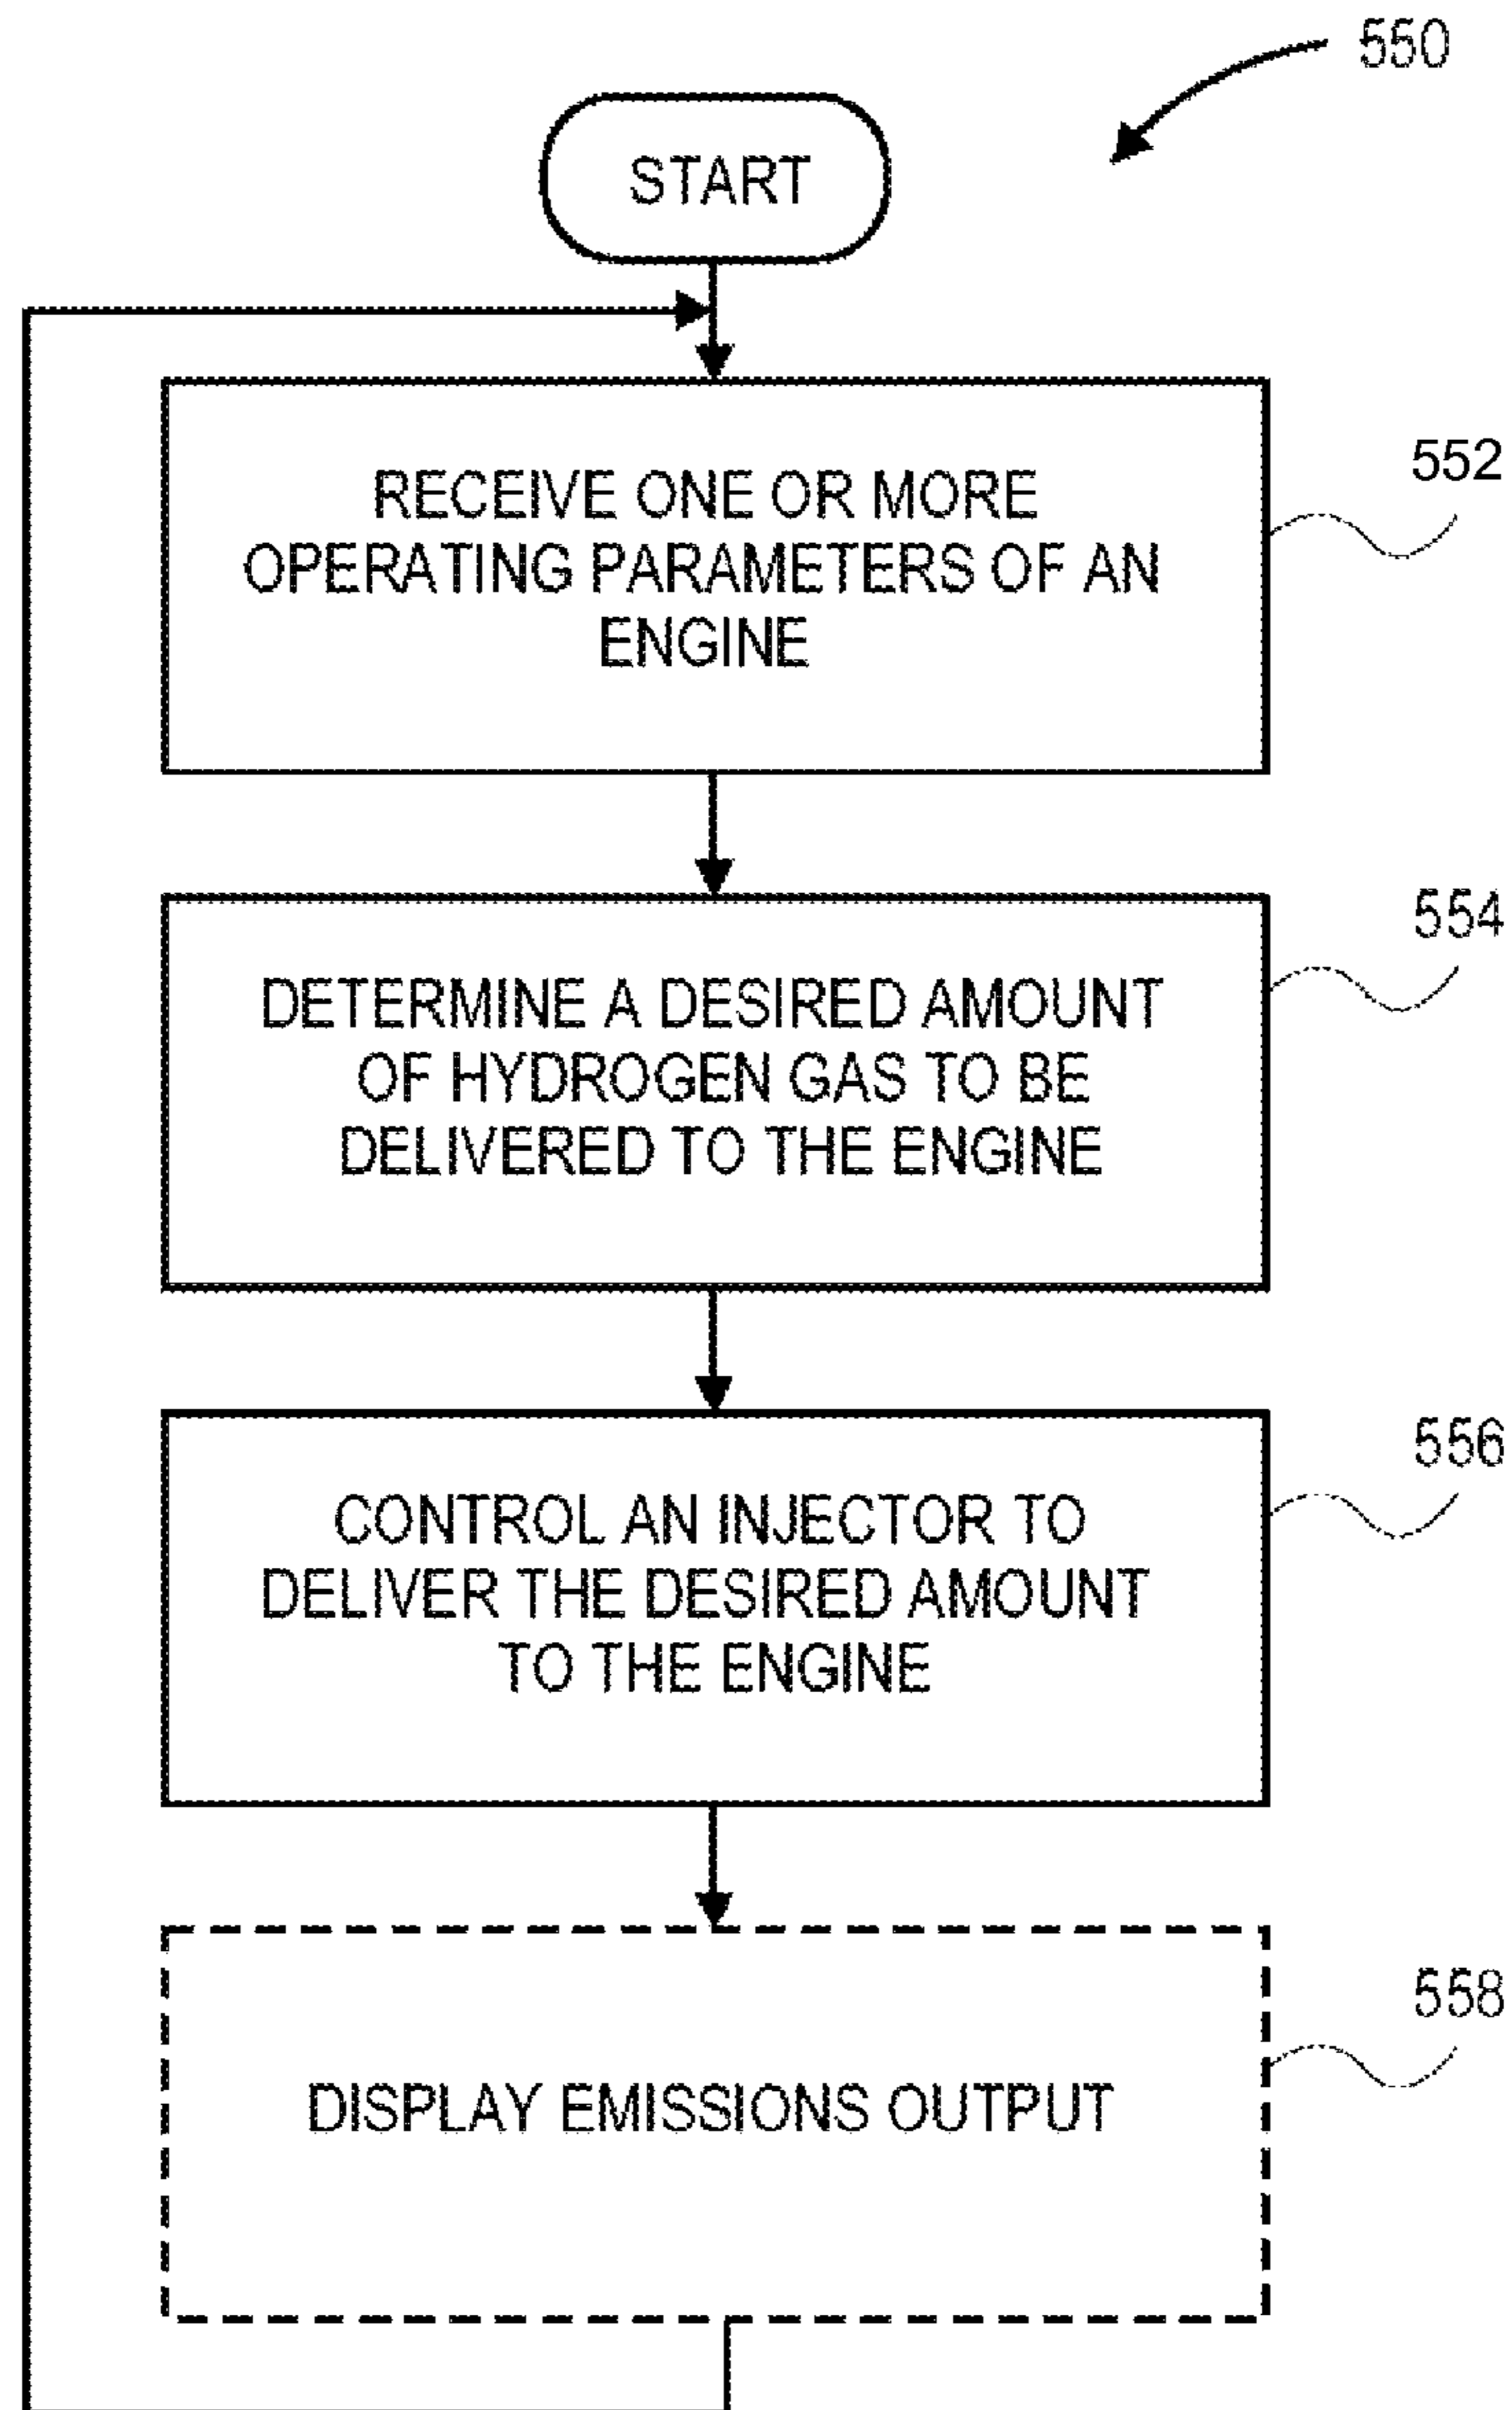 550
START
552
RECEIVE ONE OR MORE
OPERATING PARAMETERS OF AN
ENGINE
554
DETERMINE A DESIRED AMOUNT
OF HYDROGEN GAS TO BE
DELIVERED TO THE ENGINE
556
CONTROL AN INJECTOR TO
DELIVER THE DESIRED AMOUNT
TO THE ENGINE
558
DISPLAY EMISSIONS OUTPUT